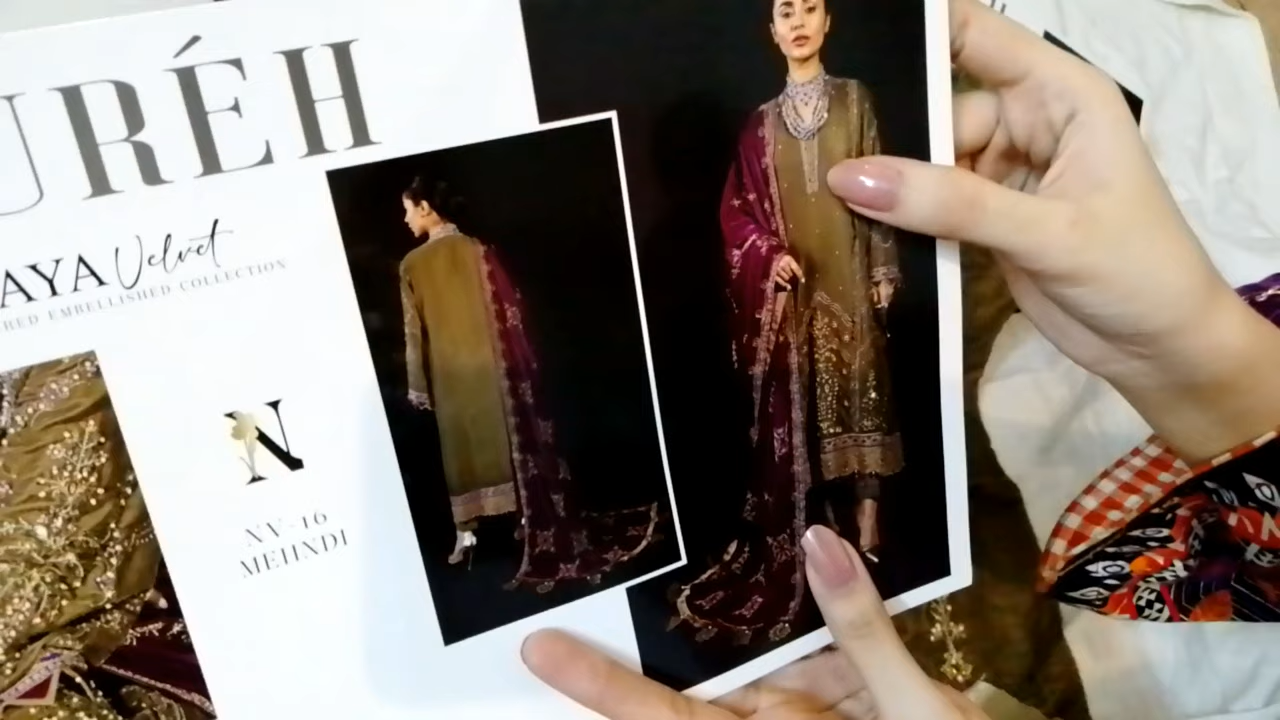 URÉH
AYA Velvet
RED EMBELLISHED COLLECTION
N
NV-16
MEHNDI